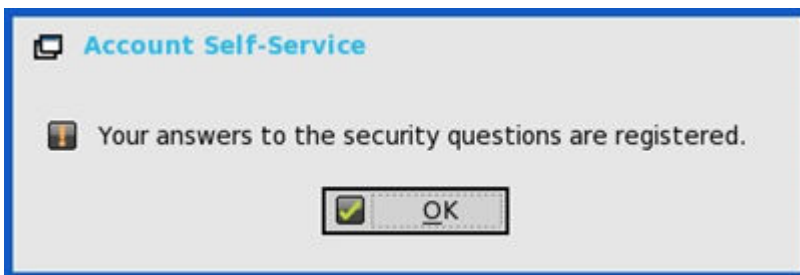 Account Self-Service
Your answers to the security questions are registered.
OK